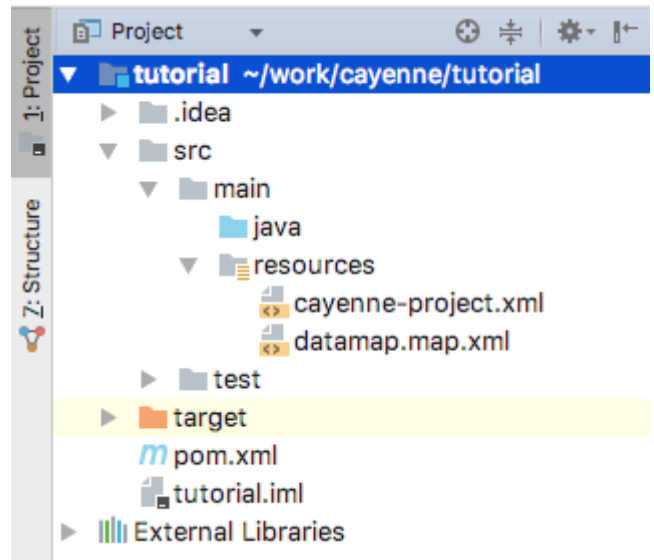 Project
1: Project
tutorial ~/work/cayenne/tutorial
.idea
src
main
java
resources
cayenne-project.xml
datamap.map.xml
test
target
m pom.xml
tutorial.iml
External Libraries
Z: Structure